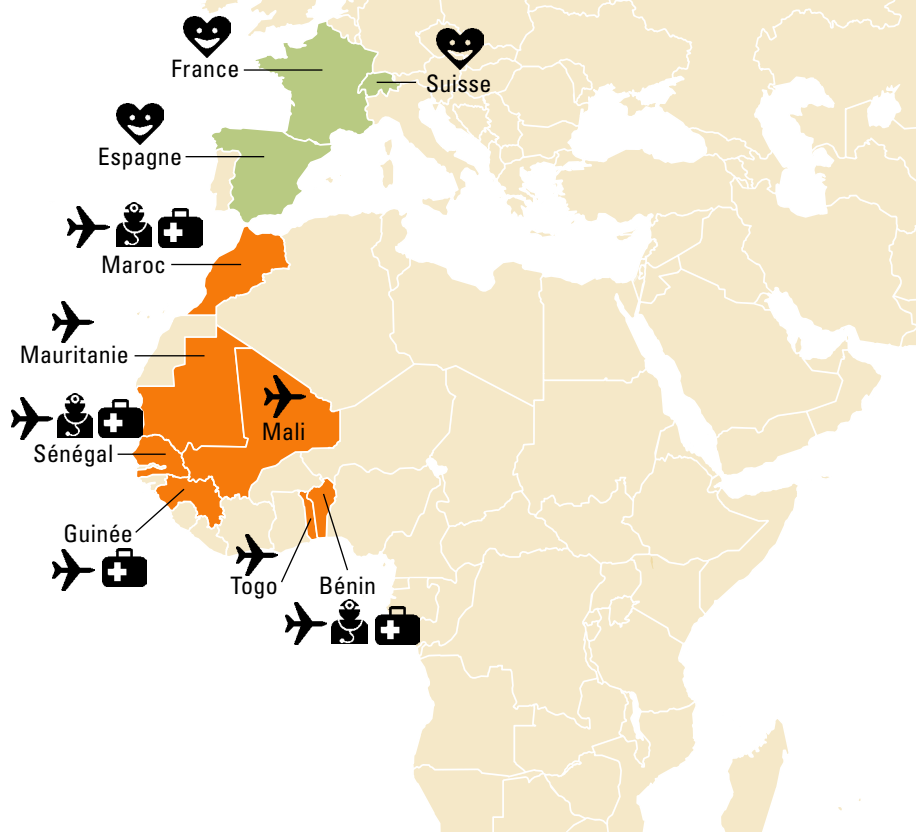 France
Suisse
Espagne
Maroc
Mauritanie
Mali
Sénégal
Guinée
Togo
Bénin